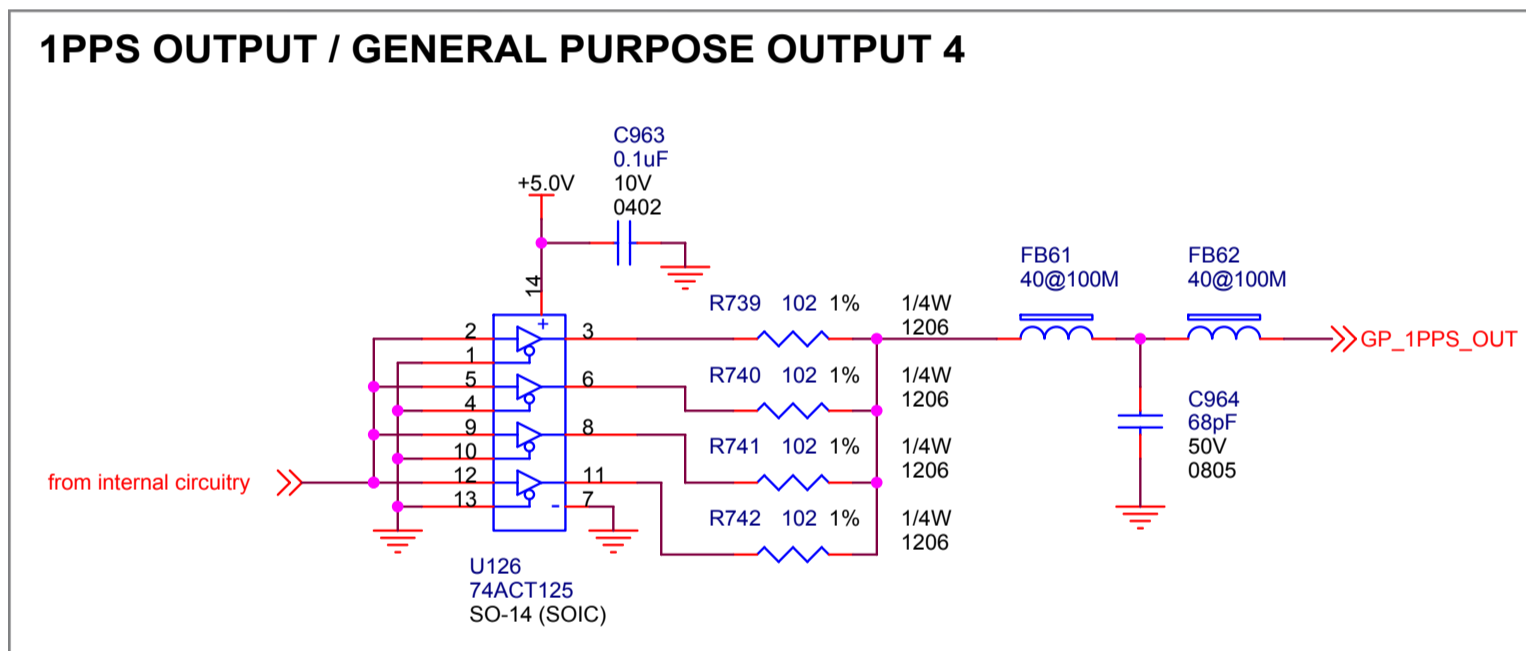 1PPS OUTPUT / GENERAL PURPOSE OUTPUT 4
C963
0.1uF
10V
0402
+5.0V
14
+
2
1
5
4
9
10
12
13
3
6
8
11
7
-
from internal circuitry
U126
74ACT125
SO-14 (SOIC)
R739 102 1% 1/4W
1206
R740 102 1% 1/4W
1206
R741 102 1% 1/4W
1206
R742 102 1% 1/4W
1206
FB61
40@100M
FB62
40@100M
GP_1PPS_OUT
C964
68pF
50V
0805